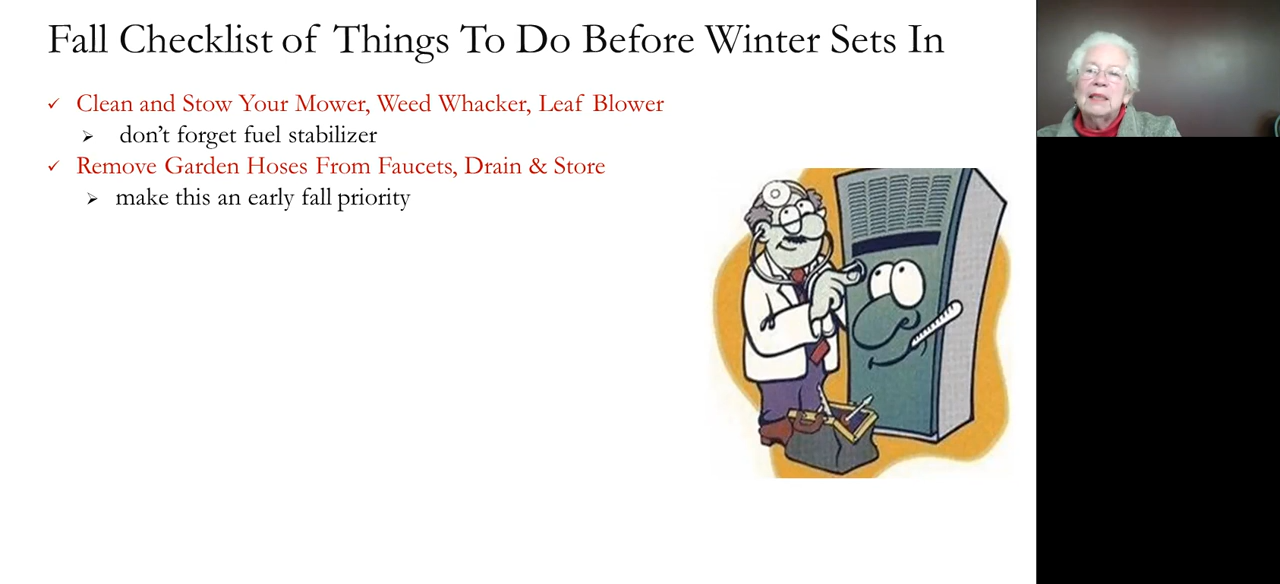 Fall Checklist of Things To Do Before Winter Sets In
✓ Clean and Stow Your Mower, Weed Whacker, Leaf Blower
➢ don't forget fuel stabilizer
✓ Remove Garden Hoses From Faucets, Drain & Store
➢ make this an early fall priority